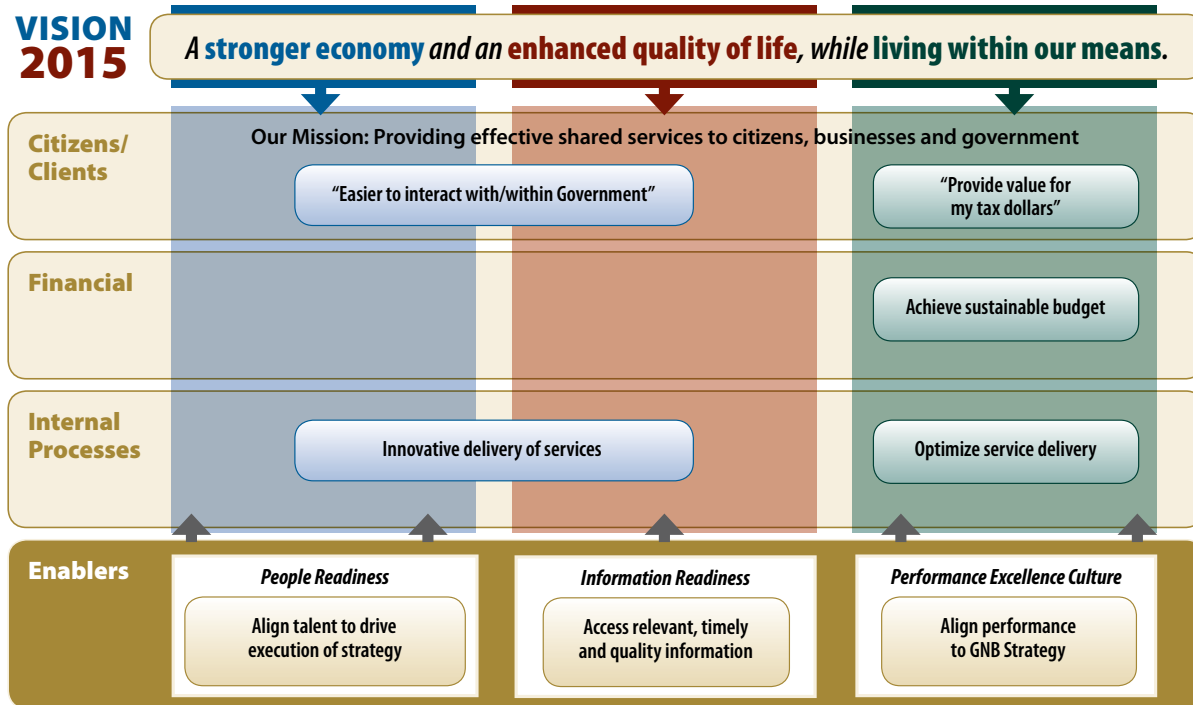 VISION
2015
A stronger economy and an enhanced quality of life, while living within our means.
Citizens/
Clients
Our Mission: Providing effective shared services to citizens, businesses and government
“Easier to interact with/within Government”
“Provide value for
my tax dollars”
Financial
Achieve sustainable budget
Internal
Processes
Innovative delivery of services
Optimize service delivery
Enablers
People Readiness
Align talent to drive
execution of strategy
Information Readiness
Access relevant, timely
and quality information
Performance Excellence Culture
Align performance
to GNB Strategy